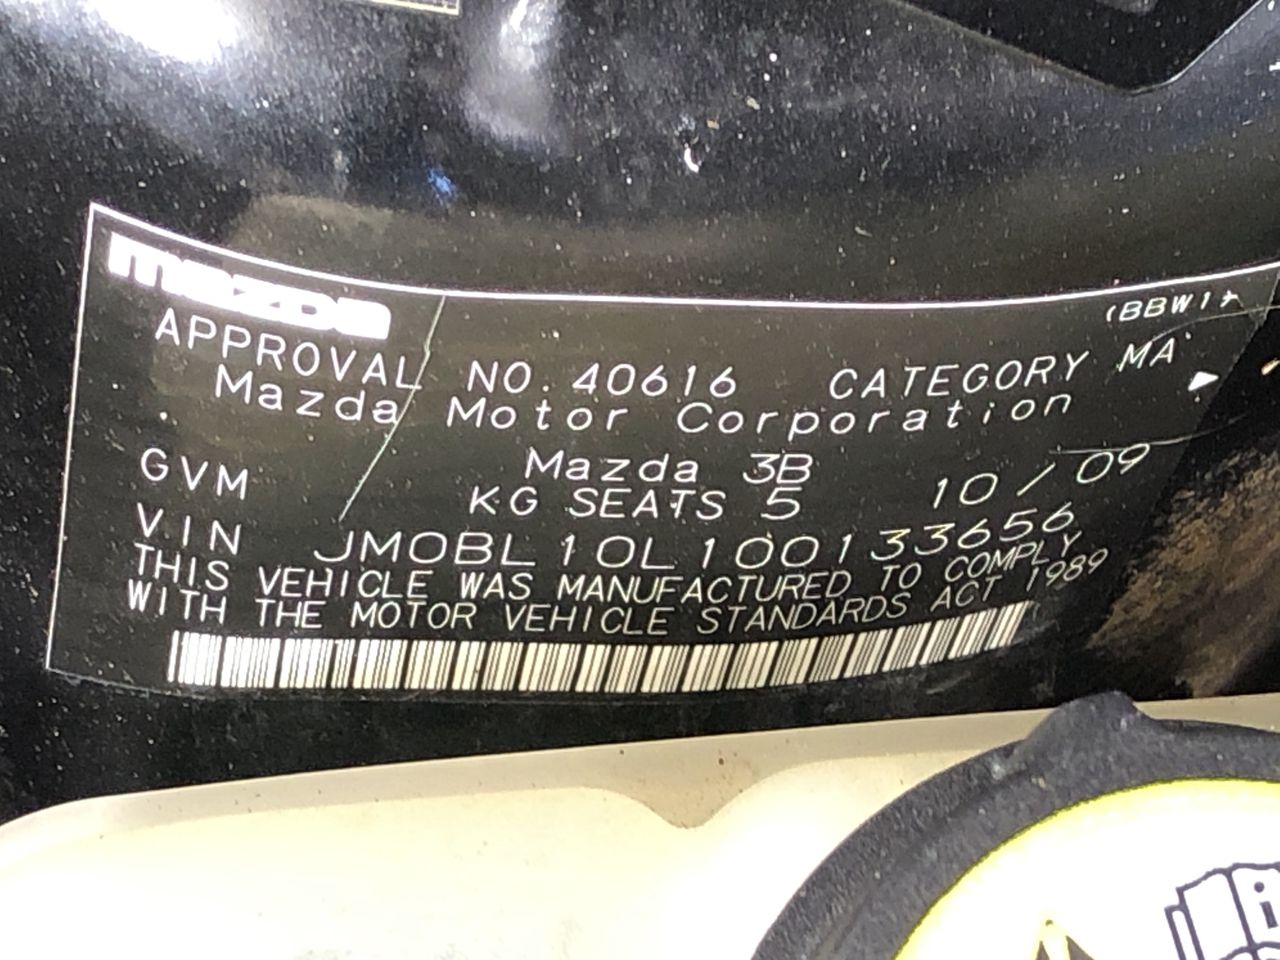 mazda
(BBW1)
APPROVAL NO. 40616 CATEGORY MA
Mazda Motor Corporation
Mazda 3B
GVM KG SEATS 5 10/09
VIN JM0BL10L100133656
THIS VEHICLE WAS MANUFACTURED TO COMPLY
WITH THE MOTOR VEHICLE STANDARDS ACT 1989
i